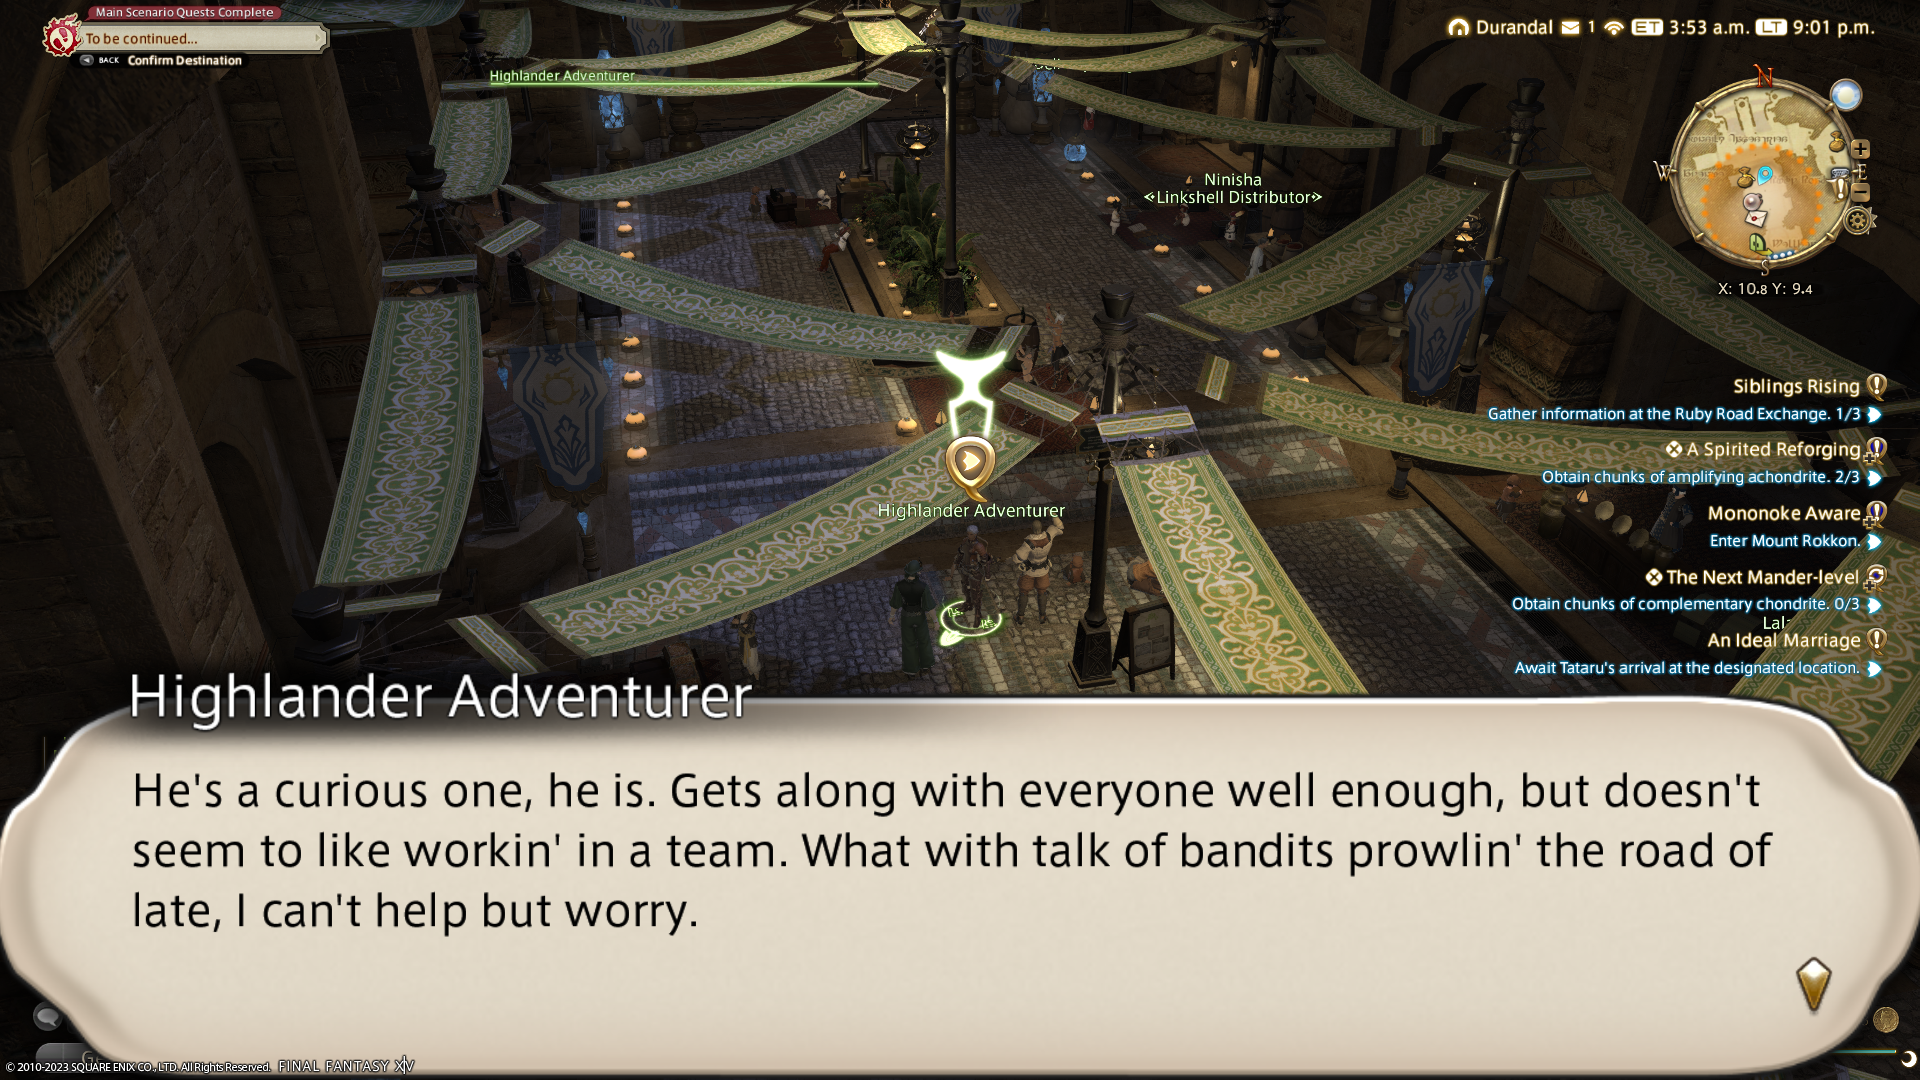 Main Scenario Quests Complete
To be continued...
BACK Confirm Destination
Highlander Adventurer
Durandal 1 ET 3:53 a.m. LT 9:01 p.m.
N
W
E
S
X: 10.8 Y: 9.4
Ninisha
<Linkshell Distributor>
Siblings Rising
Gather information at the Ruby Road Exchange. 1/3
A Spirited Reforging
Obtain chunks of amplifying achondrite. 2/3
Mononoke Aware
Enter Mount Rokkon.
The Next Mander-level
Obtain chunks of complementary chondrite. 0/3
An Ideal Marriage
Await Tataru's arrival at the designated location.
Highlander Adventurer
Highlander Adventurer
He's a curious one, he is. Gets along with everyone well enough, but doesn't
seem to like workin' in a team. What with talk of bandits prowlin' the road of
late, I can't help but worry.
© 2010-2023 SQUARE ENIX CO., LTD. All Rights Reserved. FINAL FANTASY XIV